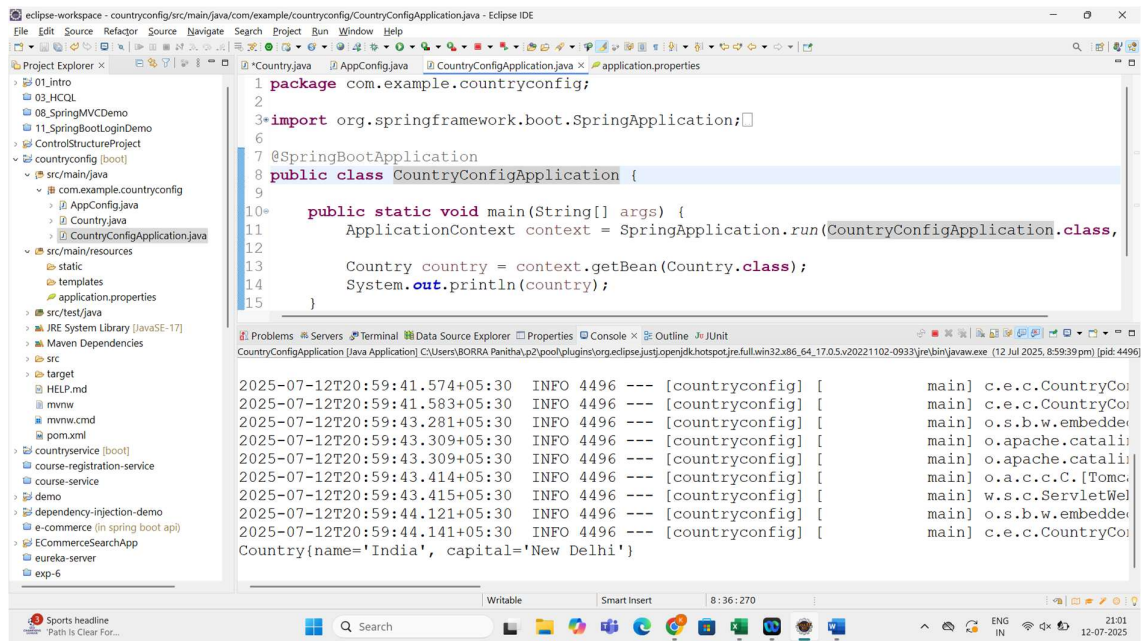 eclipse-workspace - countryconfig/src/main/java/com/example/countryconfig/CountryConfigApplication.java - Eclipse IDE
File Edit Source Refactor Source Navigate Search Project Run Window Help
Project Explorer
01_intro
03_HCQL
08_SpringMVCDemo
11_SpringBootLoginDemo
ControlStructureProject
countryconfig [boot]
src/main/java
com.example.countryconfig
AppConfig.java
Country.java
CountryConfigApplication.java
src/main/resources
static
templates
application.properties
src/test/java
JRE System Library [JavaSE-17]
Maven Dependencies
src
target
HELP.md
mvnw
mvnw.cmd
pom.xml
countryservice [boot]
course-registration-service
course-service
demo
dependency-injection-demo
e-commerce (in spring boot api)
ECommerceSearchApp
eureka-server
exp-6
*Country.java AppConfig.java CountryConfigApplication.java application.properties
1 package com.example.countryconfig;
2
3 import org.springframework.boot.SpringApplication;
6
7 @SpringBootApplication
8 public class CountryConfigApplication {
9
10 public static void main(String[] args) {
11 ApplicationContext context = SpringApplication.run(CountryConfigApplication.class,
12
13 Country country = context.getBean(Country.class);
14 System.out.println(country);
15 }
Problems Servers Terminal Data Source Explorer Properties Console Outline JUnit
CountryConfigApplication [Java Application] C:\Users\BORRA Panitha\.p2\pool\plugins\org.eclipse.justj.openjdk.hotspot.jre.full.win32.x86_64_17.0.5.v20221102-0933\jre\bin\javaw.exe (12 Jul 2025, 8:59:39 pm) [pid: 4496]
2025-07-12T20:59:41.574+05:30 INFO 4496 --- [countryconfig] [ main] c.e.c.CountryCo
2025-07-12T20:59:41.583+05:30 INFO 4496 --- [countryconfig] [ main] c.e.c.CountryCo
2025-07-12T20:59:43.281+05:30 INFO 4496 --- [countryconfig] [ main] o.s.b.w.embedde
2025-07-12T20:59:43.309+05:30 INFO 4496 --- [countryconfig] [ main] o.apache.catali
2025-07-12T20:59:43.309+05:30 INFO 4496 --- [countryconfig] [ main] o.apache.catali
2025-07-12T20:59:43.414+05:30 INFO 4496 --- [countryconfig] [ main] o.a.c.c.C.[Tomc
2025-07-12T20:59:43.415+05:30 INFO 4496 --- [countryconfig] [ main] w.s.c.ServletWe
2025-07-12T20:59:44.121+05:30 INFO 4496 --- [countryconfig] [ main] o.s.b.w.embedde
2025-07-12T20:59:44.141+05:30 INFO 4496 --- [countryconfig] [ main] c.e.c.CountryCo
Country{name='India', capital='New Delhi'}
Writable Smart Insert 8 : 36 : 270
3 Sports headline
'Path Is Clear For...
Search
ENG
IN
21:01
12-07-2025